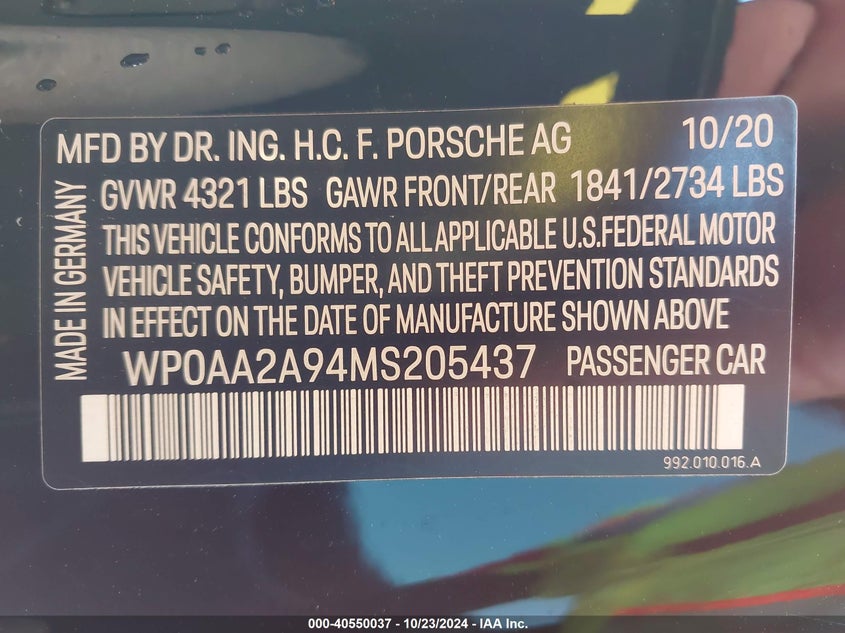 MFD BY DR. ING. H.C. F. PORSCHE AG 10/20
GVWR 4321 LBS GAWR FRONT/REAR 1841/2734 LBS
THIS VEHICLE CONFORMS TO ALL APPLICABLE U.S.FEDERAL MOTOR
VEHICLE SAFETY, BUMPER, AND THEFT PREVENTION STANDARDS
IN EFFECT ON THE DATE OF MANUFACTURE SHOWN ABOVE
WP0AA2A94MS205437 PASSENGER CAR
MADE IN GERMANY
992.010.016.A
000-40550037 - 10/23/2024 - IAA Inc.